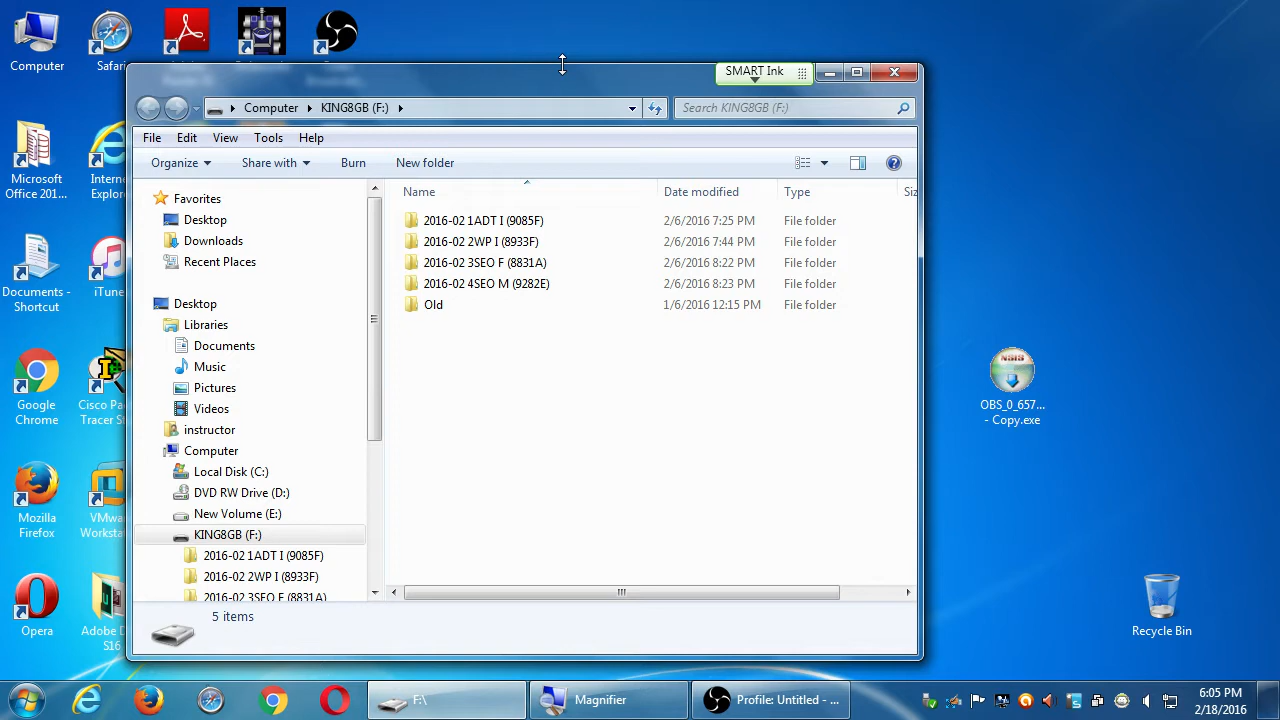 Computer
Safari
SMART Ink
Computer
KING8GB (F:)
Search KING8GB (F:)
File Edit View Tools Help
Organize Share with Burn New folder
Name Date modified Type
Favorites
Desktop
Downloads
Recent Places
Desktop
Libraries
Documents
Music
Pictures
Videos
instructor
Computer
Local Disk (C:)
DVD RW Drive (D:)
New Volume (E:)
KING8GB (F:)
2016-02 1ADT I (9085F)
2016-02 2WP I (8933F)
2016-02 3SEO F (8831A)
2016-02 1ADT I (9085F) 2/6/2016 7:25 PM File folder
2016-02 2WP I (8933F) 2/6/2016 7:44 PM File folder
2016-02 3SEO F (8831A) 2/6/2016 8:22 PM File folder
2016-02 4SEO M (9282E) 2/6/2016 8:23 PM File folder
Old 1/6/2016 12:15 PM File folder
5 items
Microsoft
Office 201...
Intern
Explor
Documents -
Shortcut
iTune
Google
Chrome
Cisco Pa
Tracer S
Mozilla
Firefox
VMwa
Worksta
Opera
Adobe D
S16
NSIS
OBS_0_657...
- Copy.exe
Recycle Bin
F:\
Magnifier
Profile: Untitled - ...
6:05 PM
2/18/2016